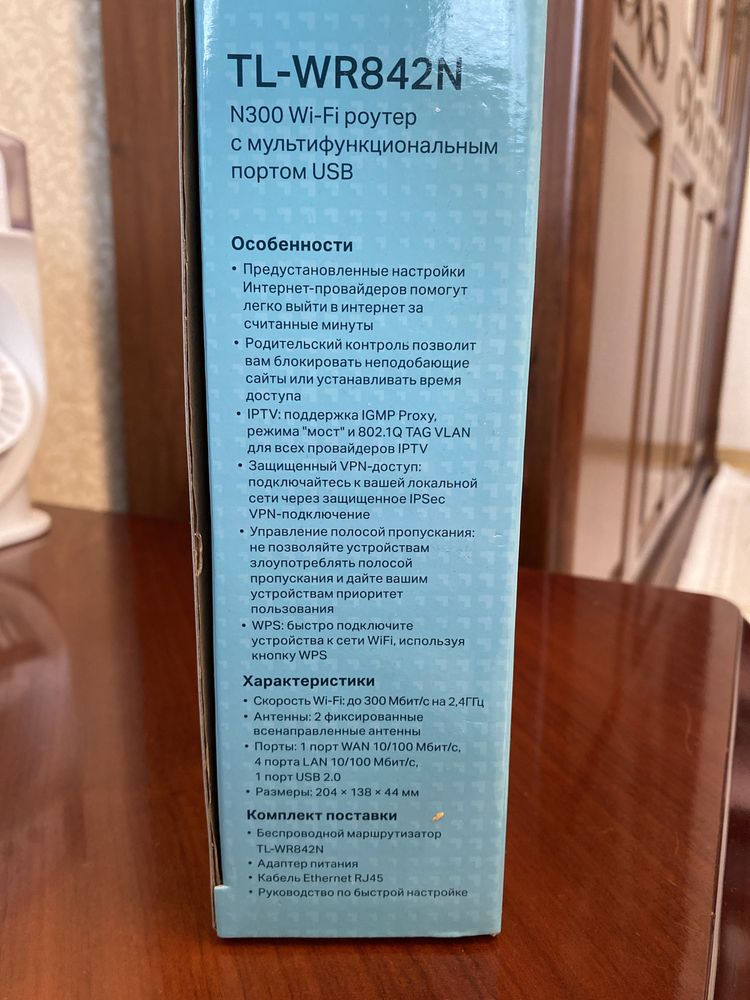 TL-WR842N
N300 Wi-Fi роутер
с мультифункциональным
портом USB
Особенности
• Предустановленные настройки
Интернет-провайдеров помогут
легко выйти в интернет за
считанные минуты
• Родительский контроль позволит
вам блокировать неподобающие
сайты или устанавливать время
доступа
• IPTV: поддержка IGMP Proxy,
режима "мост" и 802.1Q TAG VLAN
для всех провайдеров IPTV
• Защищенный VPN-доступ:
подключайтесь к вашей локальной
сети через защищенное IPSec
VPN-подключение
• Управление полосой пропускания:
не позволяйте устройствам
злоупотреблять полосой
пропускания и дайте вашим
устройствам приоритет
пользования
• WPS: быстро подключите
устройства к сети WiFi, используя
кнопку WPS
Характеристики
• Скорость Wi-Fi: до 300 Мбит/с на 2,4ГГц
• Антенны: 2 фиксированные
всенаправленные антенны
• Порты: 1 порт WAN 10/100 Мбит/с,
4 порта LAN 10/100 Мбит/с,
1 порт USB 2.0
• Размеры: 204 × 138 × 44 мм
Комплект поставки
• Беспроводной маршрутизатор
TL-WR842N
• Адаптер питания
• Кабель Ethernet RJ45
• Руководство по быстрой настройке